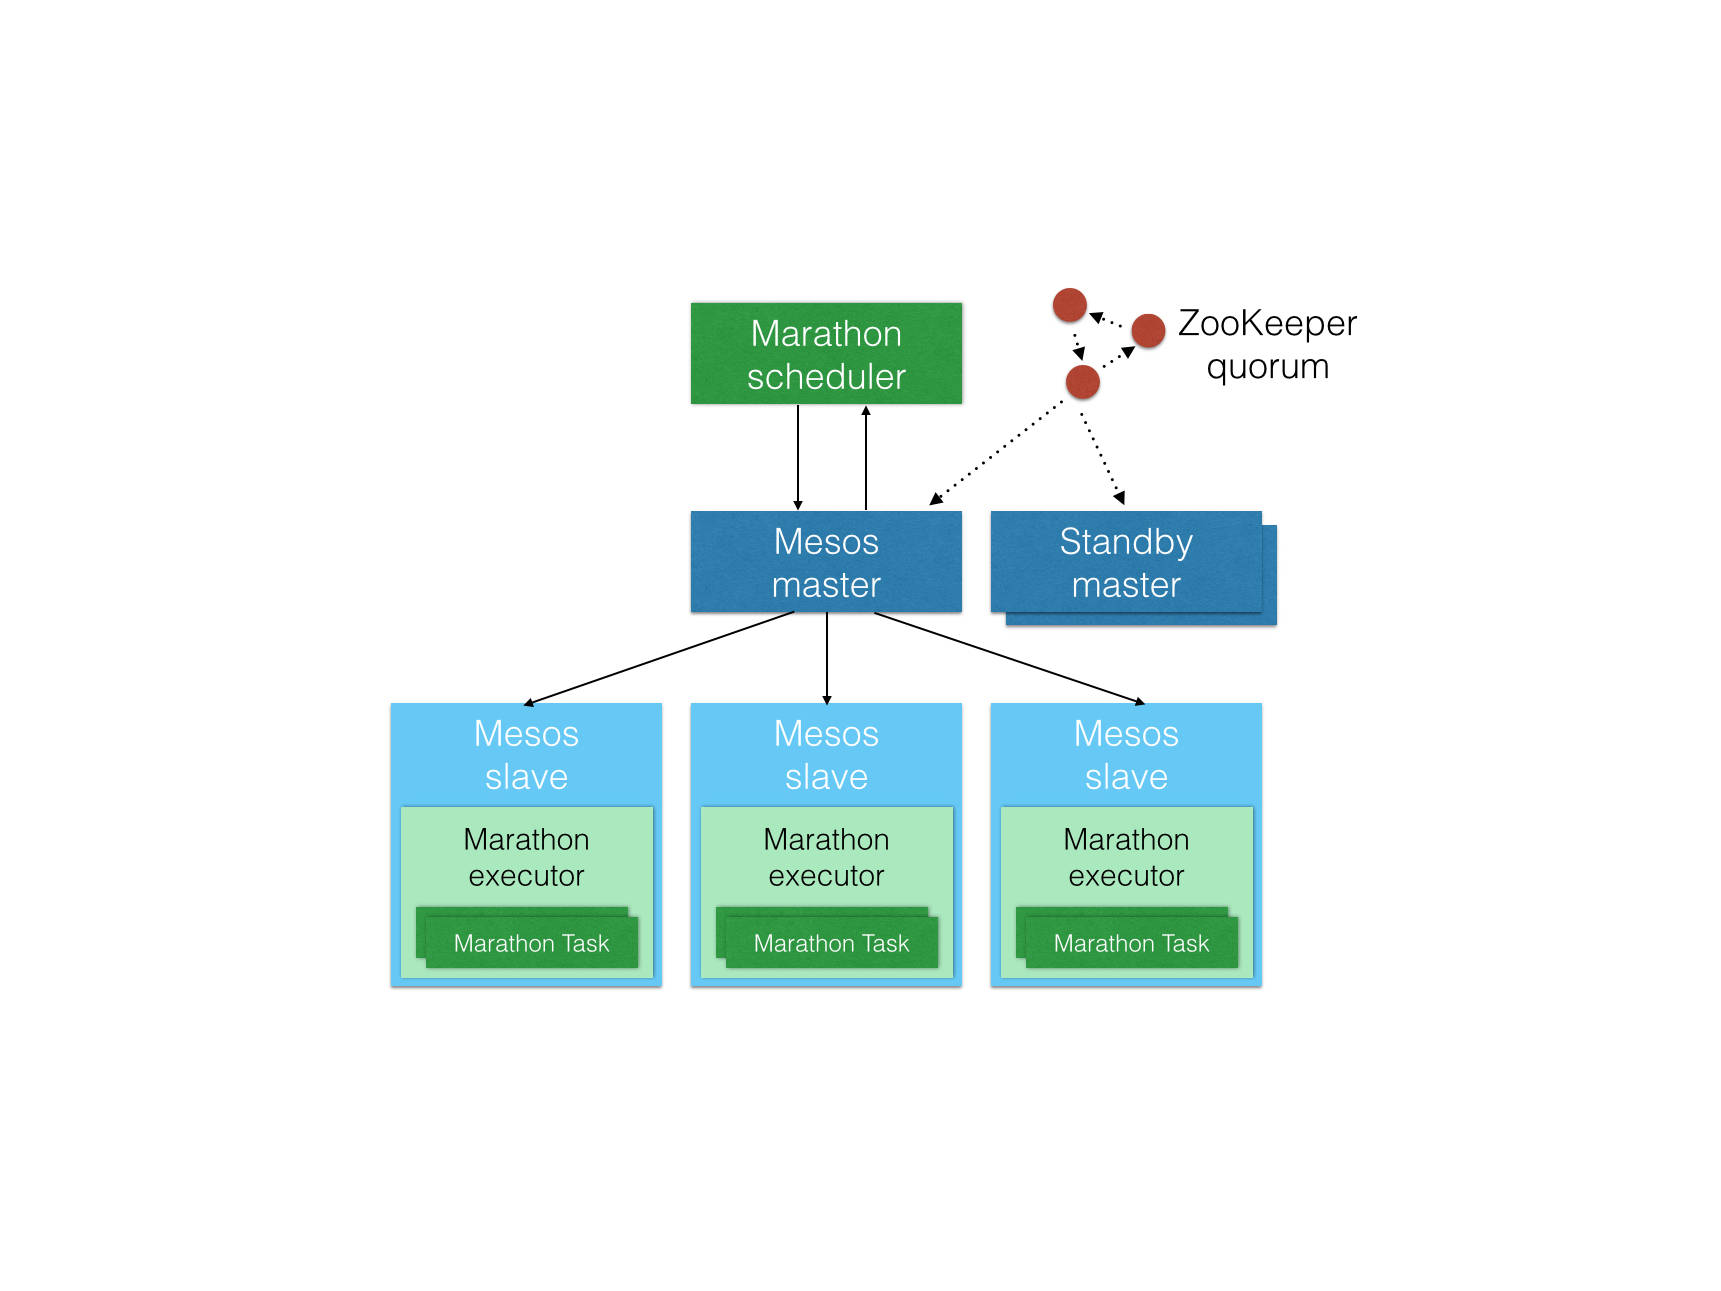 Marathon
scheduler
ZooKeeper
quorum
Mesos
master
Standby
master
Mesos
slave
Marathon
executor
Marathon Task
Mesos
slave
Marathon
executor
Marathon Task
Mesos
slave
Marathon
executor
Marathon Task